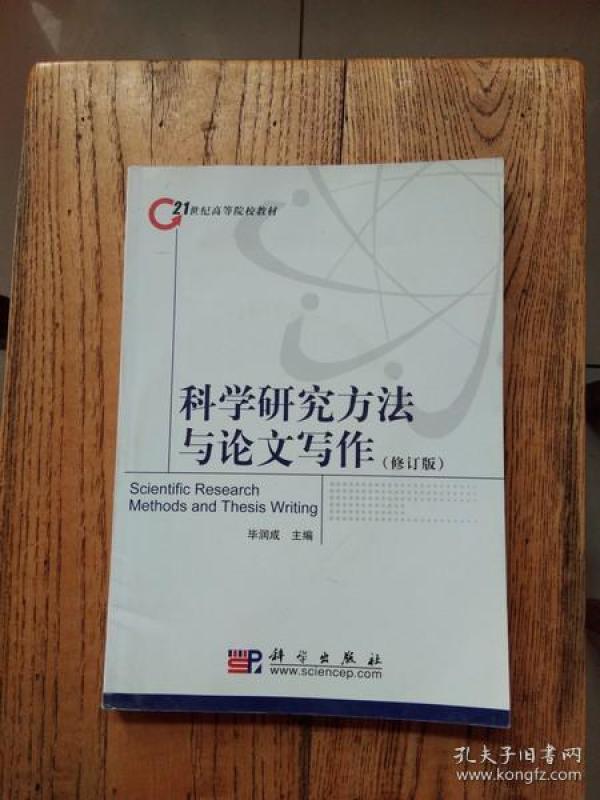 21世纪高等院校教材
科学研究方法
与论文写作(修订版)
Scientific Research
Methods and Thesis Writing
毕润成 主编
科学出版社
www.sciencep.com
孔夫子旧书网
www.kongfz.com